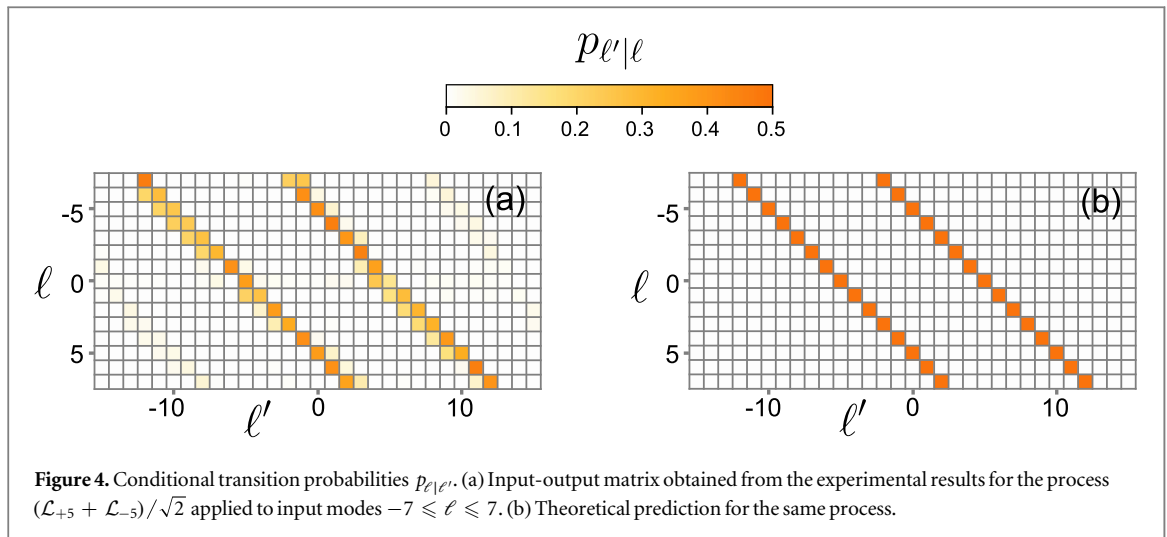 pℓ′|ℓ
0 0.1 0.2 0.3 0.4 0.5
(a)
-5
0
5
ℓ
-10 0 10
ℓ′
(b)
-5
0
5
ℓ
-10 0 10
ℓ′
Figure 4. Conditional transition probabilities pℓ|ℓ′. (a) Input-output matrix obtained from the experimental results for the process
(ℒ+5 + ℒ−5)/√2 applied to input modes −7 ⩽ ℓ ⩽ 7. (b) Theoretical prediction for the same process.